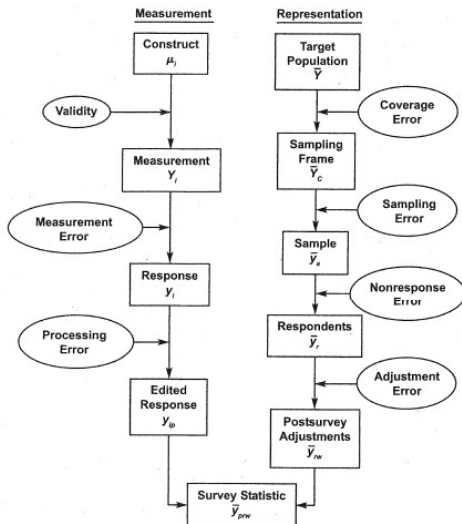 Measurement
Representation
Construct
μi
Target
Population
Ȳ
Validity
Coverage
Error
Measurement
Yi
Sampling
Frame
ȲC
Measurement
Error
Sampling
Error
Sample
ȳs
Response
yi
Nonresponse
Error
Processing
Error
Respondents
ȳr
Adjustment
Error
Edited
Response
yip
Postsurvey
Adjustments
ȳrw
Survey Statistic
ȳprw